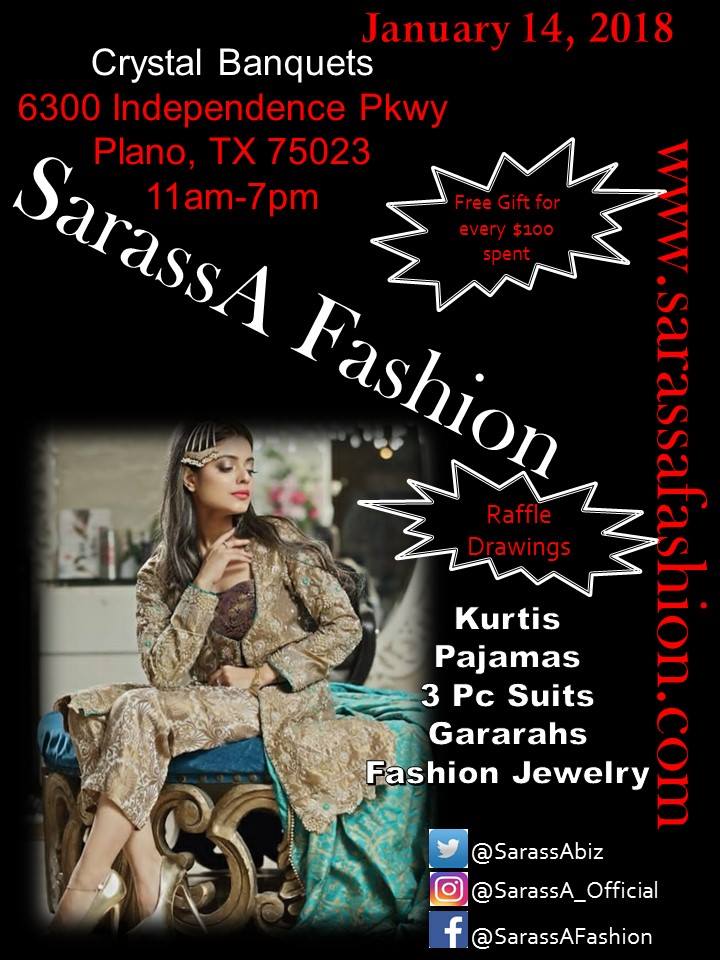 January 14, 2018
Crystal Banquets
6300 Independence Pkwy
Plano, TX 75023
11am-7pm
Free Gift for
every $100
spent
SarassA Fashion
www.sarassafashion.com
Raffle
Drawings
Kurtis
Pajamas
3 Pc Suits
Gararahs
Fashion Jewelry
@SarassAbiz
@SarassA_Official
@SarassAFashion